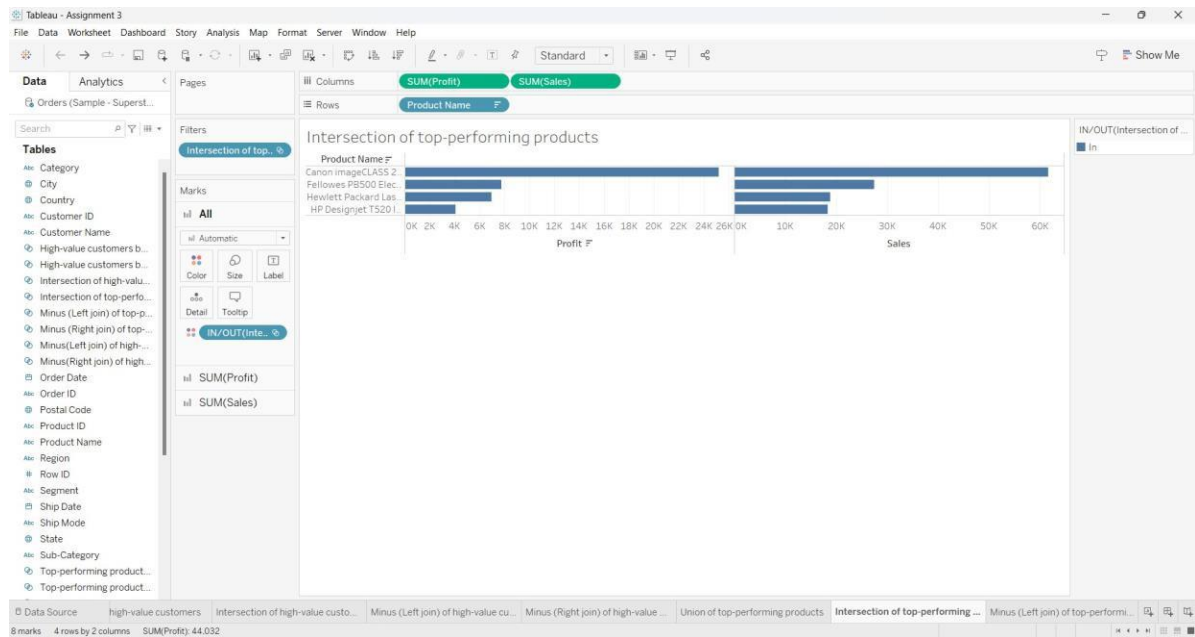 Tableau - Assignment 3
File Data Worksheet Dashboard Story Analysis Map Format Server Window Help
Standard
Show Me
Data
Analytics
Orders (Sample - Superst...
Search
Tables
Abc Category
City
Country
Abc Customer ID
Abc Customer Name
High-value customers b...
High-value customers b...
Intersection of high-valu...
Intersection of top-perfo...
Minus (Left join) of top-p...
Minus (Right join) of top-...
Minus(Left join) of high-...
Minus(Right join) of high...
Order Date
Abc Order ID
Postal Code
Abc Product ID
Abc Product Name
Abc Region
# Row ID
Abc Segment
Ship Date
Abc Ship Mode
State
Abc Sub-Category
Top-performing product...
Top-performing product...
Pages
Filters
Intersection of top..
Marks
All
Automatic
Color Size Label
Detail Tooltip
IN/OUT(Inte..
SUM(Profit)
SUM(Sales)
Columns SUM(Profit) SUM(Sales)
Rows Product Name
Intersection of top-performing products
Product Name
Canon imageCLASS 2..
Fellowes PB500 Elec..
Hewlett Packard Las..
HP Designjet T520 I..
0K 2K 4K 6K 8K 10K 12K 14K 16K 18K 20K 22K 24K 26K 0K 10K 20K 30K 40K 50K 60K
Profit Sales
IN/OUT(Intersection of ...
In
Data Source high-value customers Intersection of high-value custo... Minus (Left join) of high-value cu... Minus (Right join) of high-value ... Union of top-performing products Intersection of top-performing ... Minus (Left join) of top-performi...
8 marks 4 rows by 2 columns SUM(Profit): 44,032